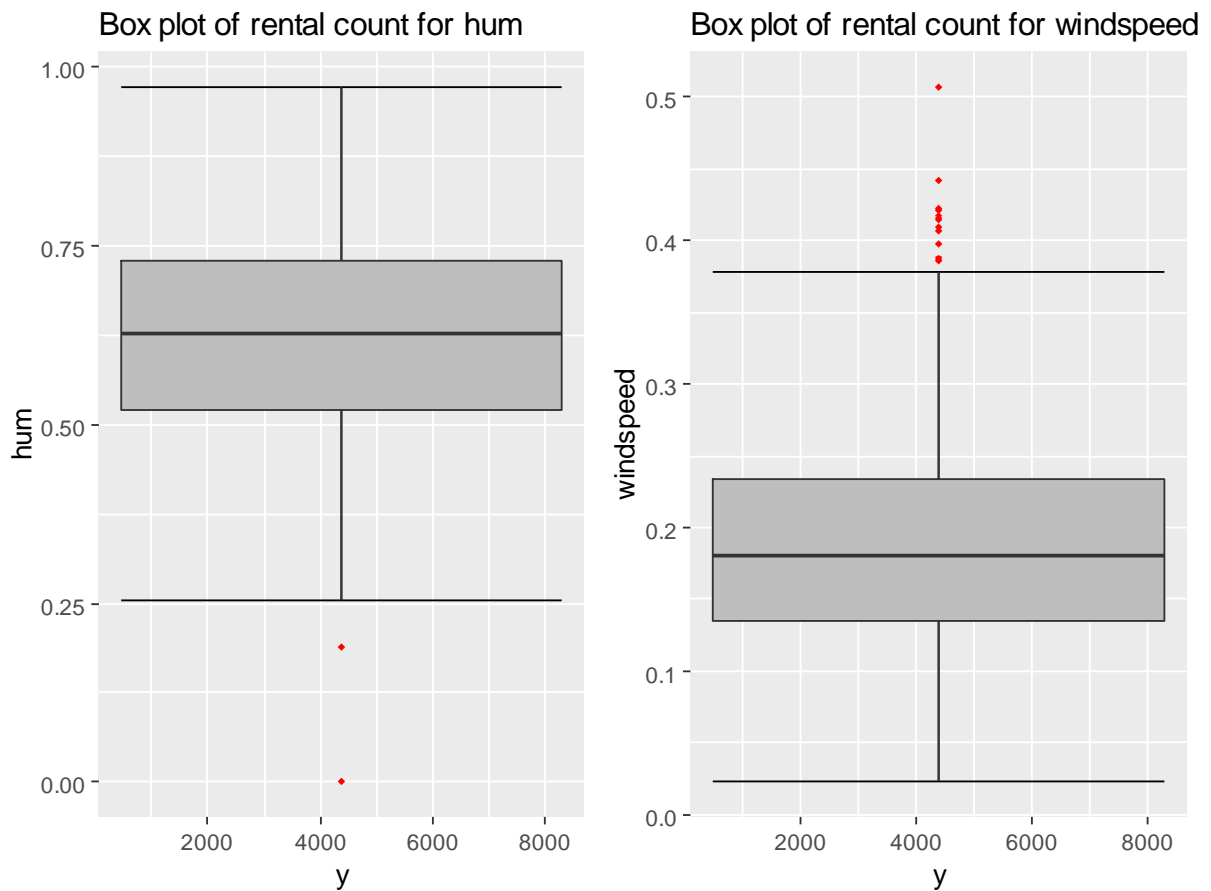 Box plot of rental count for hum
1.00
0.75
0.50
0.25
0.00
hum
2000 4000 6000 8000
y
Box plot of rental count for windspeed
0.5
0.4
0.3
0.2
0.1
0.0
windspeed
2000 4000 6000 8000
y